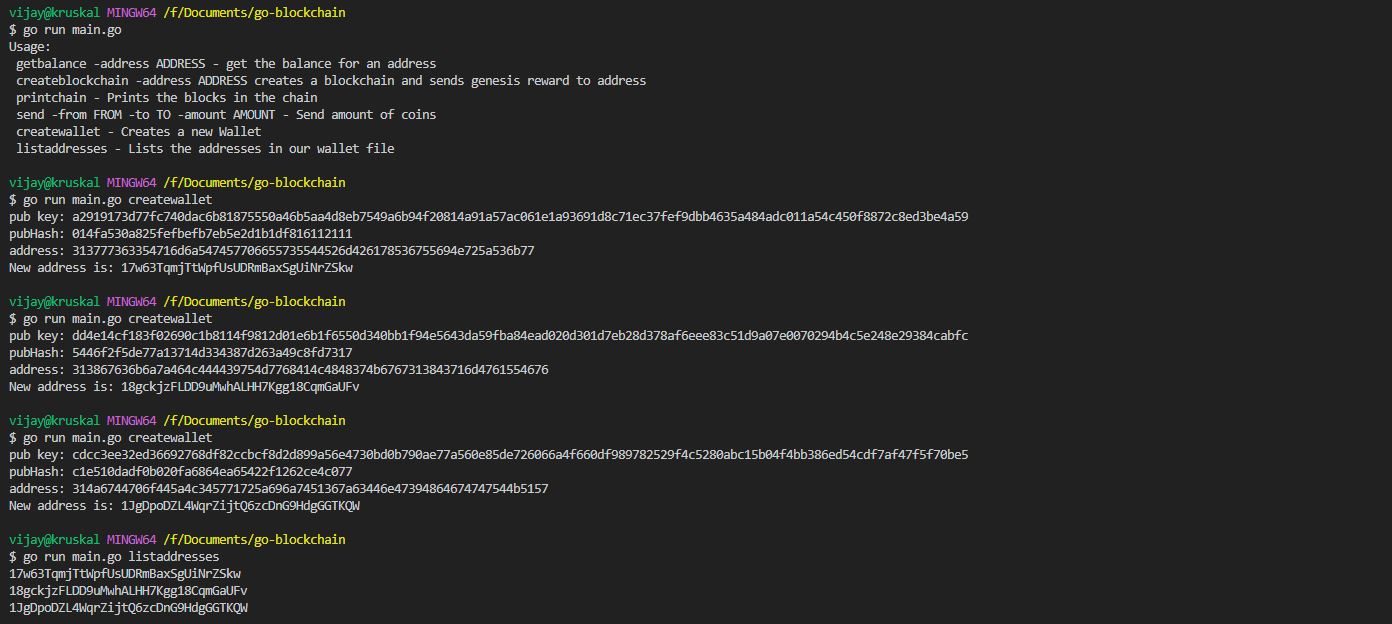 vijay@kruskal MINGW64 /f/Documents/go-blockchain
$ go run main.go
Usage:
 getbalance -address ADDRESS - get the balance for an address
 createblockchain -address ADDRESS creates a blockchain and sends genesis reward to address
 printchain - Prints the blocks in the chain
 send -from FROM -to TO -amount AMOUNT - Send amount of coins
 createwallet - Creates a new Wallet
 listaddresses - Lists the addresses in our wallet file

vijay@kruskal MINGW64 /f/Documents/go-blockchain
$ go run main.go createwallet
pub key: a2919173d77fc740dac6b81875550a46b5aa4d8eb7549a6b94f20814a91a57ac061e1a93691d8c71ec37fef9dbb4635a484adc011a54c450f8872c8ed3be4a59
pubHash: 014fa530a825fefbefb7eb5e2d1b1df816112111
address: 313777363354716d6a547457706655735544526d426178536755694e725a536b77
New address is: 17w63TqmjTtWpfUsUDRmBaxSgUiNrZSkw

vijay@kruskal MINGW64 /f/Documents/go-blockchain
$ go run main.go createwallet
pub key: dd4e14cf183f02690c1b8114f9812d01e6b1f6550d340bb1f94e5643da59fba84ead020d301d7eb28d378af6eee83c51d9a07e0070294b4c5e248e29384cabfc
pubHash: 5446f2f5de77a13714d334387d263a49c8fd7317
address: 313867636b6a7a464c444439754d7768414c4848374b6767313843716d4761554676
New address is: 18gckjzFLDD9uMwhALHH7Kgg18CqmGaUFv

vijay@kruskal MINGW64 /f/Documents/go-blockchain
$ go run main.go createwallet
pub key: cdcc3ee32ed36692768df82ccbcf8d2d899a56e4730bd0b790ae77a560e85de726066a4f660df989782529f4c5280abc15b04f4bb386ed54cdf7af47f5f70be5
pubHash: c1e510dadf0b020fa6864ea65422f1262ce4c077
address: 314a6744706f445a4c345771725a696a7451367a63446e47394864674747544b5157
New address is: 1JgDpoDZL4WqrZijtQ6zcDnG9HdgGGTKQW

vijay@kruskal MINGW64 /f/Documents/go-blockchain
$ go run main.go listaddresses
17w63TqmjTtWpfUsUDRmBaxSgUiNrZSkw
18gckjzFLDD9uMwhALHH7Kgg18CqmGaUFv
1JgDpoDZL4WqrZijtQ6zcDnG9HdgGGTKQW